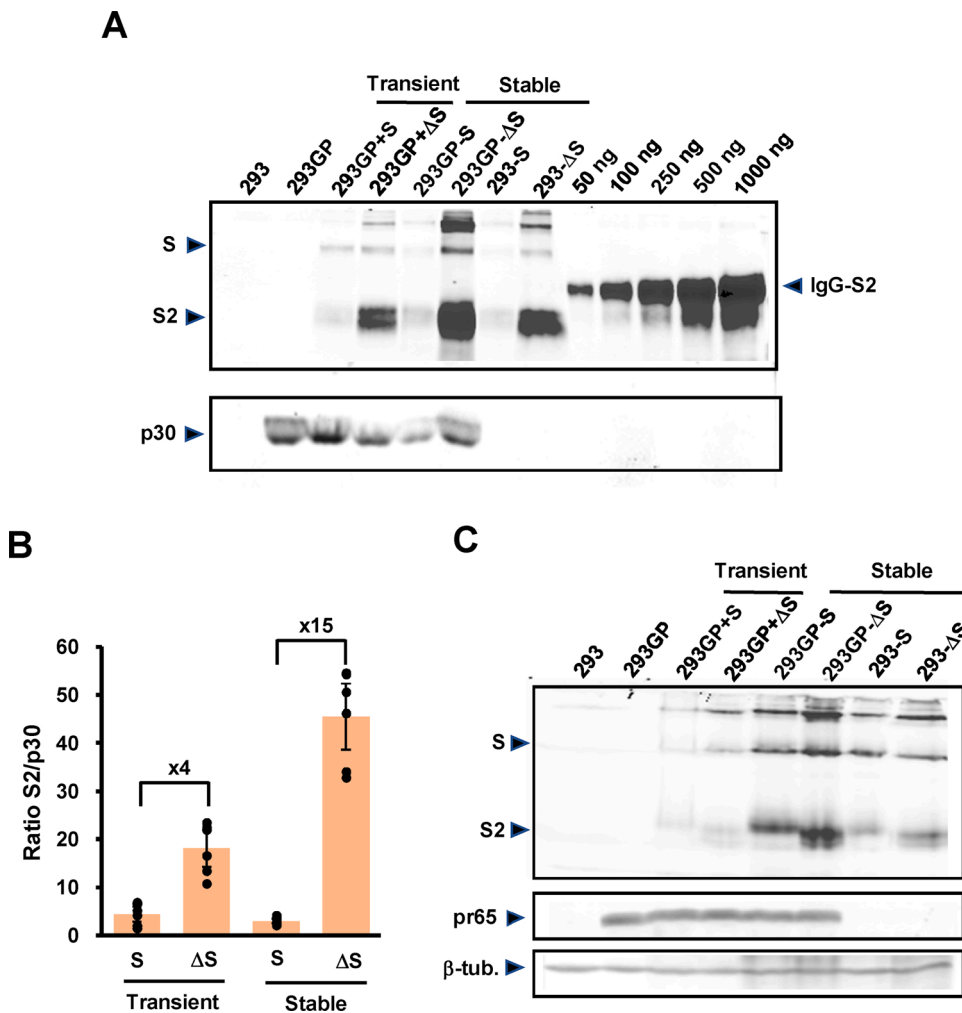 A
Transient Stable
293 293GP 293GP+S 293GP+ΔS 293GP-S 293GP-ΔS 293-S 293-ΔS 50 ng 100 ng 250 ng 500 ng 1000 ng
S
IgG-S2
S2
p30
B
x15
x4
60
50
40
30
20
10
0
Ratio S2/p30
S ΔS S ΔS
Transient Stable
C
Transient Stable
293 293GP 293GP+S 293GP+ΔS 293GP-S 293GP-ΔS 293-S 293-ΔS
S
S2
pr65
β-tub.